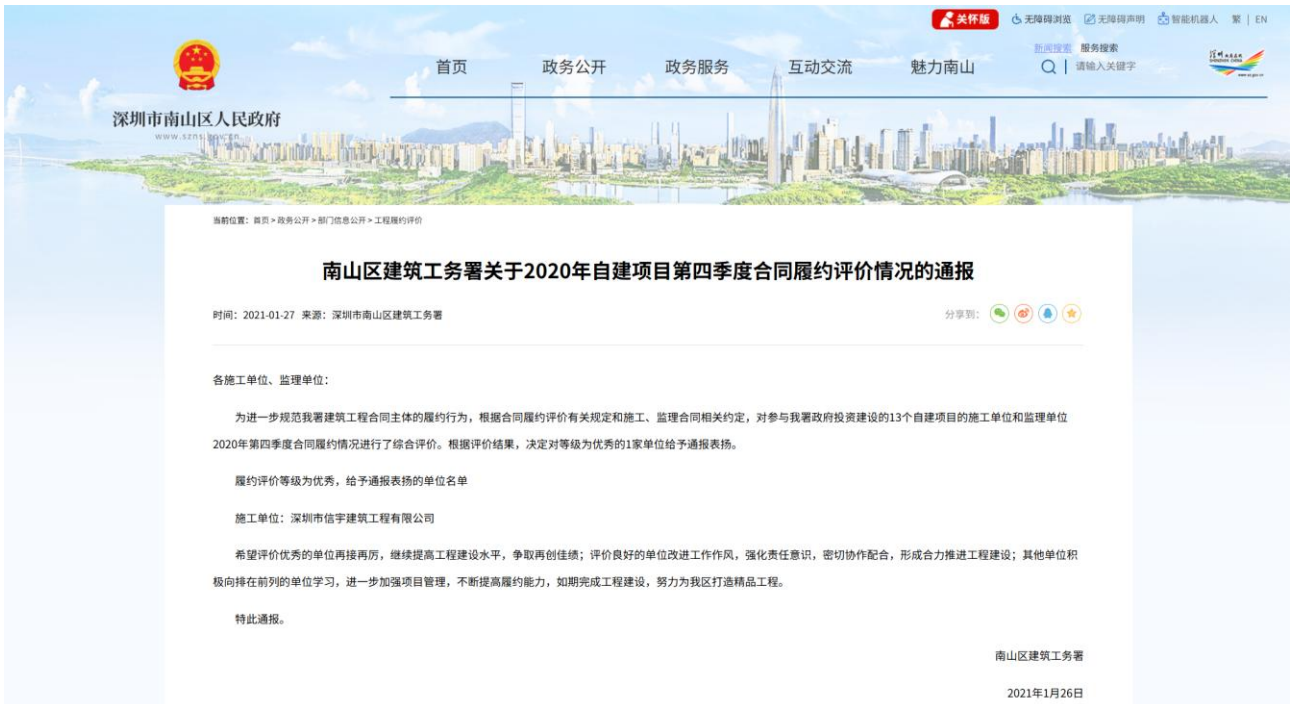 关怀版 无障碍浏览 无障碍声明 智能机器人 繁 | EN
新闻搜索 服务搜索
首页 政务公开 政务服务 互动交流 魅力南山 请输入关键字
深圳市南山区人民政府
www.szns.gov.cn
当前位置：首页 > 政务公开 > 部门信息公开 > 工程履约评价
南山区建筑工务署关于2020年自建项目第四季度合同履约评价情况的通报
时间：2021-01-27 来源：深圳市南山区建筑工务署 分享到：
各施工单位、监理单位：
为进一步规范我署建筑工程合同主体的履约行为，根据合同履约评价有关规定和施工、监理合同相关约定，对参与我署政府投资建设的13个自建项目的施工单位和监理单位
2020年第四季度合同履约情况进行了综合评价。根据评价结果，决定对等级为优秀的1家单位给予通报表扬。
履约评价等级为优秀，给予通报表扬的单位名单
施工单位：深圳市信宇建筑工程有限公司
希望评价优秀的单位再接再厉，继续提高工程建设水平，争取再创佳绩；评价良好的单位改进工作作风，强化责任意识，密切协作配合，形成合力推进工程建设；其他单位积
极向排在前列的单位学习，进一步加强项目管理，不断提高履约能力，如期完成工程建设，努力为我区打造精品工程。
特此通报。
南山区建筑工务署
2021年1月26日